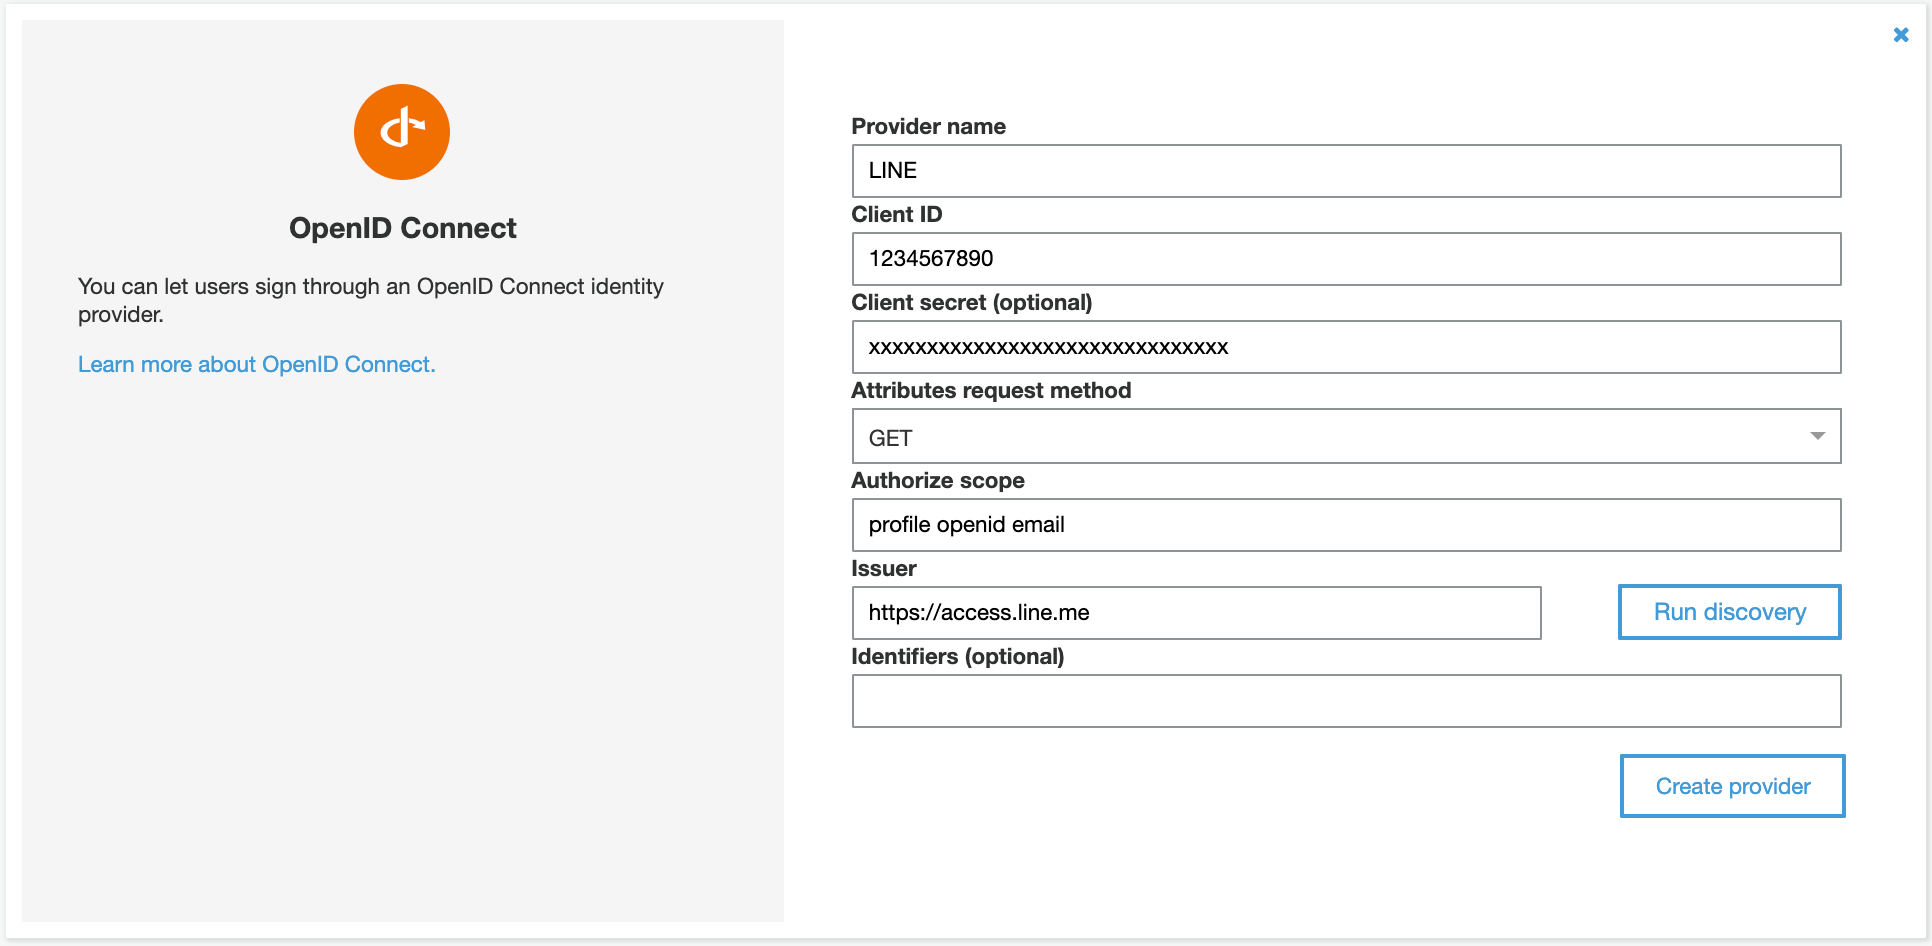 OpenID Connect
You can let users sign through an OpenID Connect identity
provider.
Learn more about OpenID Connect.
Provider name
LINE
Client ID
1234567890
Client secret (optional)
xxxxxxxxxxxxxxxxxxxxxxxxxxxxxxx
Attributes request method
GET
Authorize scope
profile openid email
Issuer
https://access.line.me
Run discovery
Identifiers (optional)
Create provider